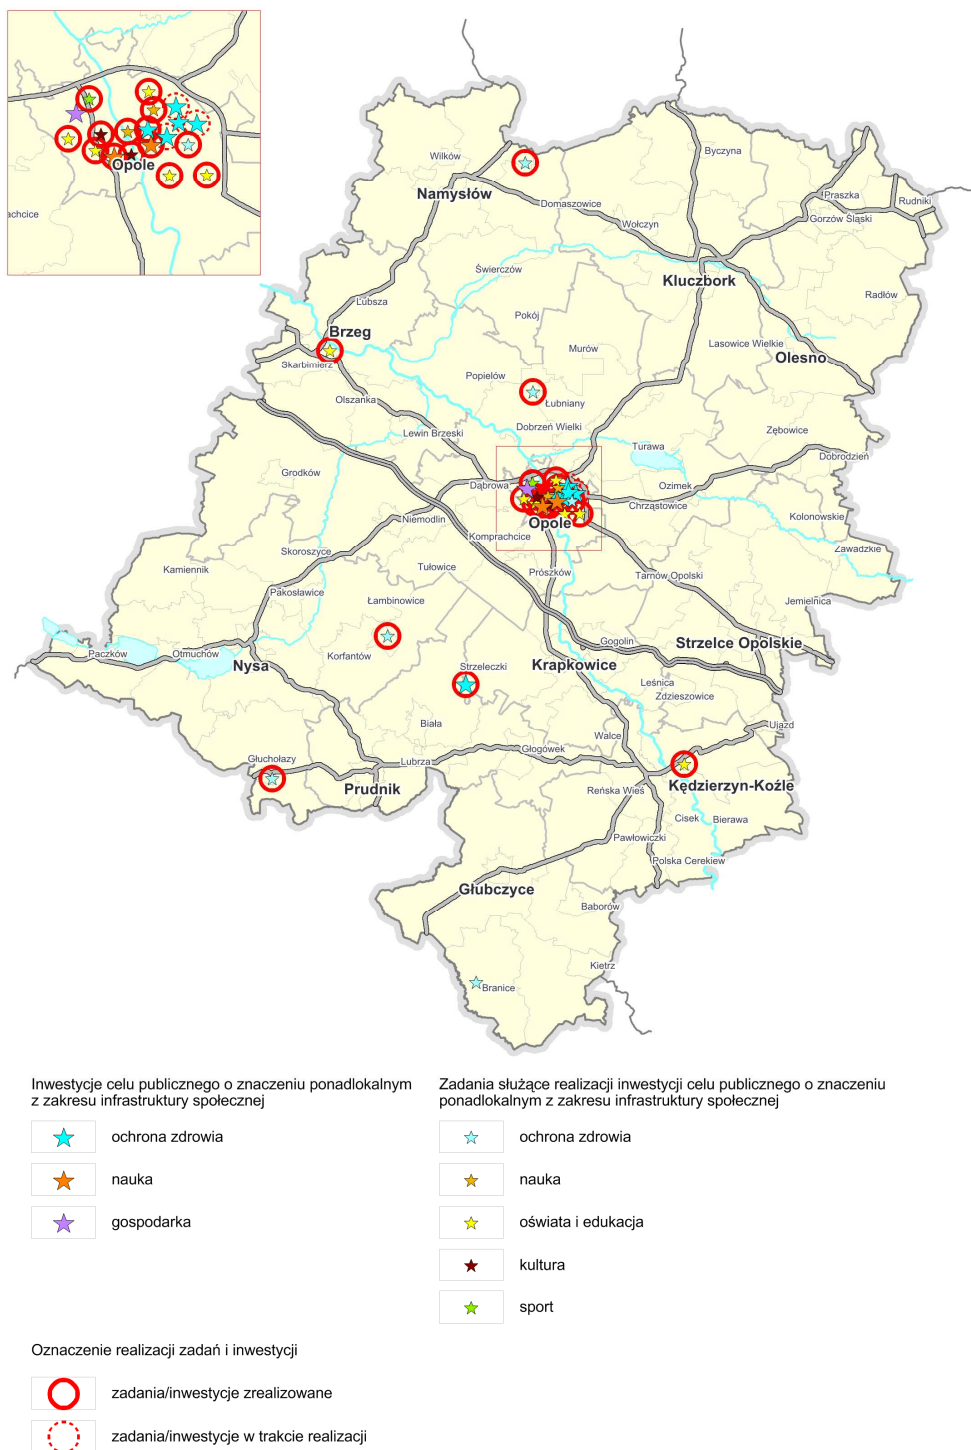 Opole
achcice
Wilków
Namysłów
Byczyna
Praszka
Rudniki
Gorzów Śląski
Domaszowice
Wołczyn
Świerczów
Kluczbork
Radłów
Lubsza
Pokój
Brzeg
Skarbimierz
Murów
Lasowice Wielkie
Olesno
Popielów
Olszanka
Łubniany
Dobrzeń Wielki
Lewin Brzeski
Zębowice
Turawa
Dobrodzień
Grodków
Dąbrowa
Ozimek
Chrząstowice
Niemodlin
Opole
Kolonowskie
Komprachcice
Skoroszyce
Zawadzkie
Kamiennik
Tułowice
Prószków
Tarnów Opolski
Pakosławice
Łambinowice
Jemielnica
Gogolin
Strzelce Opolskie
Paczków
Otmuchów
Nysa
Korfantów
Strzeleczki
Krapkowice
Leśnica
Zdzieszowice
Biała
Walce
Ujazd
Głuchołazy
Lubrza
Głogówek
Prudnik
Reńska Wieś
Kędzierzyn-Koźle
Cisek
Bierawa
Pawłowiczki
Polska Cerekiew
Głubczyce
Baborów
Kietrz
Branice
Inwestycje celu publicznego o znaczeniu ponadlokalnym
z zakresu infrastruktury społecznej
ochrona zdrowia
nauka
gospodarka
Zadania służące realizacji inwestycji celu publicznego o znaczeniu
ponadlokalnym z zakresu infrastruktury społecznej
ochrona zdrowia
nauka
oświata i edukacja
kultura
sport
Oznaczenie realizacji zadań i inwestycji
zadania/inwestycje zrealizowane
zadania/inwestycje w trakcie realizacji